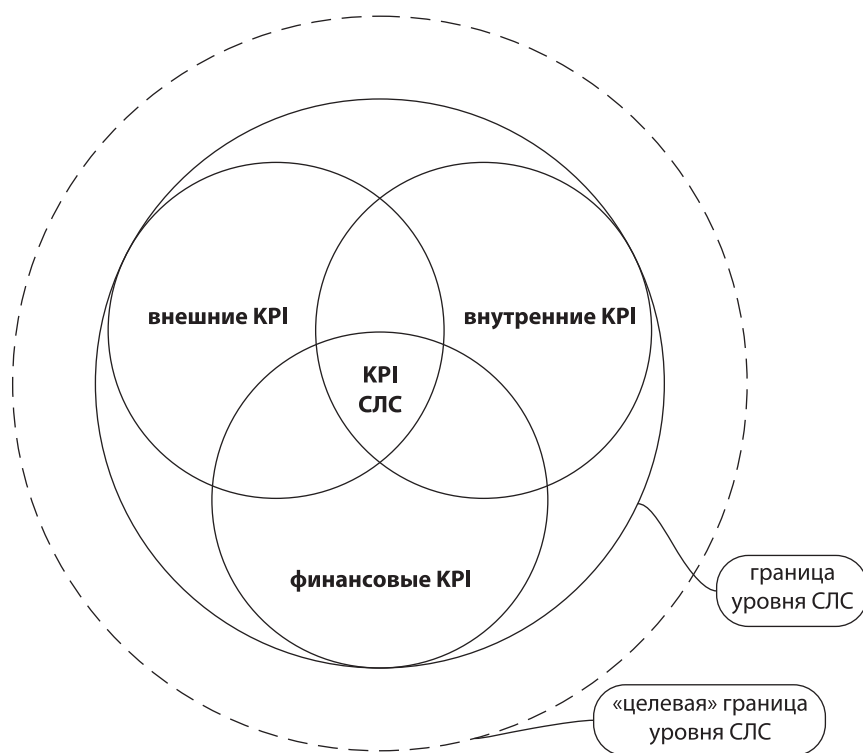 внешние KPI
внутренние KPI
KPI
СЛС
финансовые KPI
граница
уровня СЛС
«целевая» граница
уровня СЛС